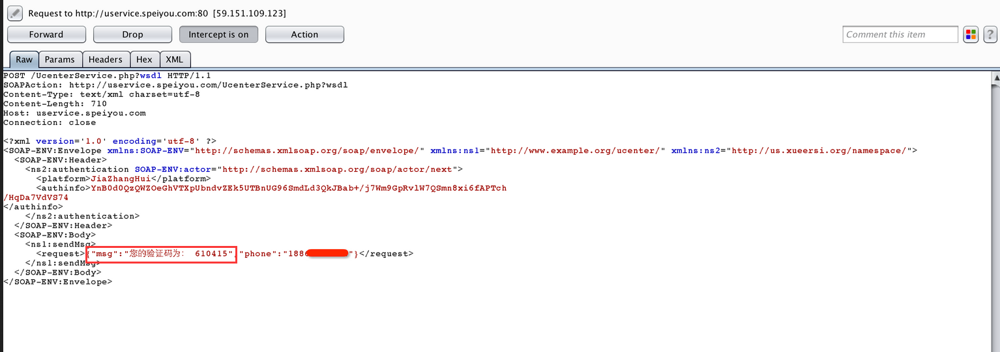 Request to http://uservice.speiyou.com:80 [59.151.109.123]
Forward Drop Intercept is on Action Comment this item ?
Raw Params Headers Hex XML
POST /UcenterService.php?wsdl HTTP/1.1
SOAPAction: http://uservice.speiyou.com/UcenterService.php?wsdl
Content-Type: text/xml charset=utf-8
Content-Length: 710
Host: uservice.speiyou.com
Connection: close
<?xml version='1.0' encoding='utf-8' ?>
<SOAP-ENV:Envelope xmlns:SOAP-ENV="http://schemas.xmlsoap.org/soap/envelope/" xmlns:ns1="http://www.example.org/ucenter/" xmlns:ns2="http://us.xueersi.org/namespace/">
<SOAP-ENV:Header>
<ns2:authentication SOAP-ENV:actor="http://schemas.xmlsoap.org/soap/actor/next">
<platform>JiaZhangHui</platform>
<authinfo>YnB0d0QzQWZOeGhVTXpUbndvZEk5UTBnUG96SmdLd3QkJBab+/j7Wm9GpRvlW7QSmn8xi6fAPTch
/HqDa7VdVS74
</authinfo>
</ns2:authentication>
</SOAP-ENV:Header>
<SOAP-ENV:Body>
<ns1:sendMsg>
<request>{"msg":"您的验证码为： 610415","phone":"188 "}</request>
</ns1:sendMsg>
</SOAP-ENV:Body>
</SOAP-ENV:Envelope>